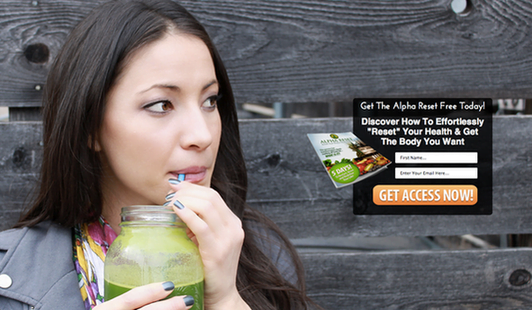 Get The Alpha Reset Free Today!
Discover How To Effortlessly
"Reset" Your Health & Get
The Body You Want
ALPHA RESET
5 DAYS
First Name...
Enter Your Email Here...
GET ACCESS NOW!